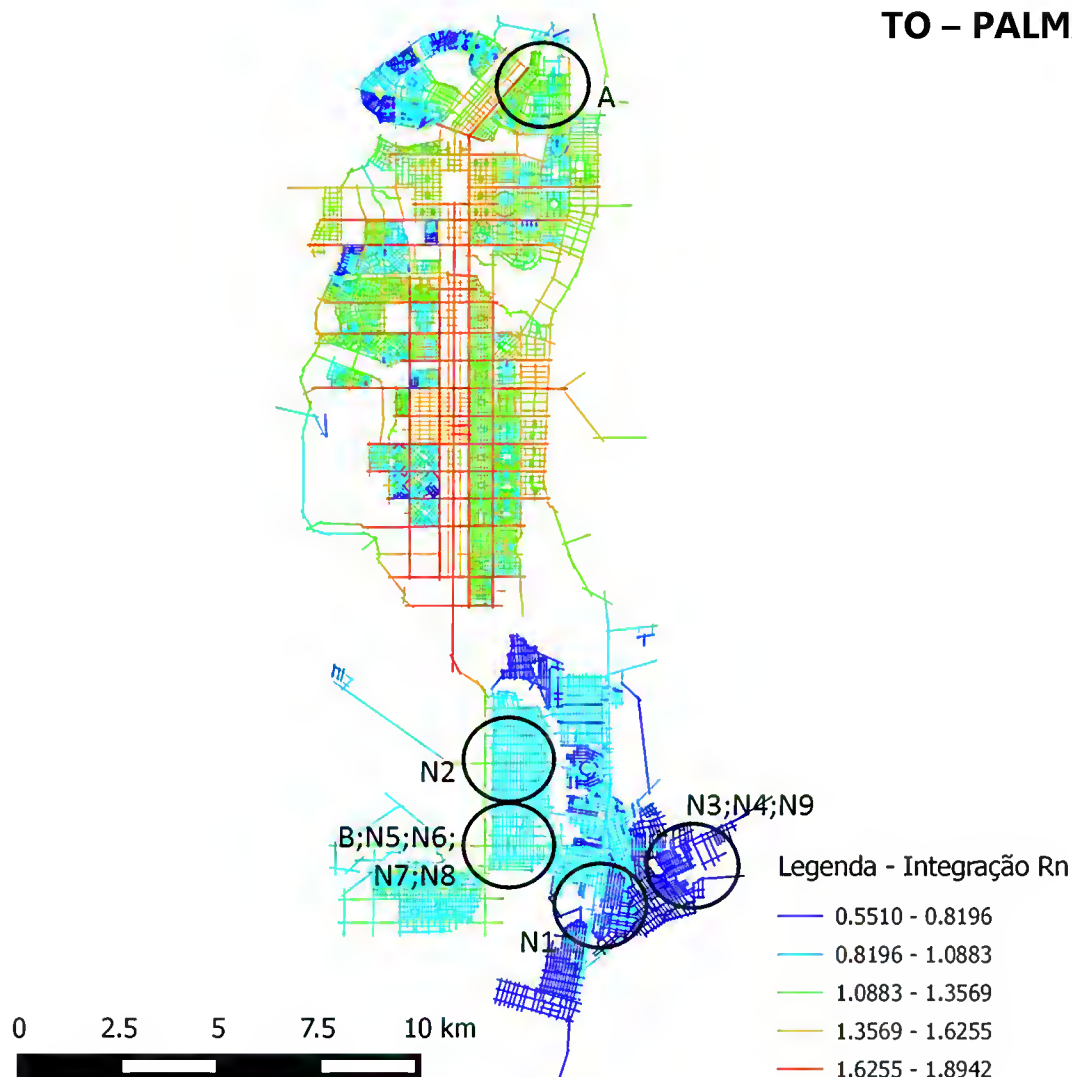 TO – PALM
A
N2
N3;N4;N9
B;N5;N6;
N7;N8
N1
Legenda - Integração Rn
0.5510 - 0.8196
0.8196 - 1.0883
1.0883 - 1.3569
1.3569 - 1.6255
1.6255 - 1.8942
0 2.5 5 7.5 10 km